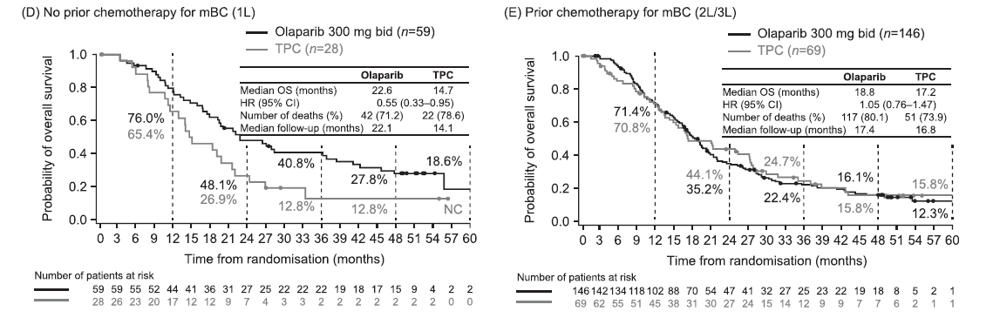 (D) No prior chemotherapy for mBC (1L)
Olaparib 300 mg bid (n=59)
TPC (n=28)
Olaparib TPC
Median OS (months) 22.6 14.7
HR (95% CI) 0.55 (0.33–0.95)
Number of deaths (%) 42 (71.2) 22 (78.6)
Median follow-up (months) 22.1 14.1
Probability of overall survival
1.0
0.8
0.6
0.4
0.2
0.0
76.0%
65.4%
48.1%
26.9%
40.8%
12.8%
27.8%
12.8%
18.6%
NC
0 3 6 9 12 15 18 21 24 27 30 33 36 39 42 45 48 51 54 57 60
Time from randomisation (months)
Number of patients at risk
59 59 55 52 44 41 36 31 27 25 22 22 22 19 18 17 15 9 4 2 2
28 26 23 20 17 12 12 9 7 4 3 3 2 2 2 2 2 2 2 0 0
(E) Prior chemotherapy for mBC (2L/3L)
Olaparib 300 mg bid (n=146)
TPC (n=69)
Olaparib TPC
Median OS (months) 18.8 17.2
HR (95% CI) 1.05 (0.76–1.47)
Number of deaths (%) 117 (80.1) 51 (73.9)
Median follow-up (months) 17.4 16.8
Probability of overall survival
1.0
0.8
0.6
0.4
0.2
0.0
71.4%
70.8%
44.1%
35.2%
24.7%
22.4%
16.1%
15.8%
15.8%
12.3%
0 3 6 9 12 15 18 21 24 27 30 33 36 39 42 45 48 51 54 57 60
Time from randomisation (months)
Number of patients at risk
146 142 134 118 102 88 70 54 47 41 32 27 25 23 22 19 18 8 5 2 1
69 62 55 51 45 38 31 30 27 24 15 14 12 9 9 7 7 6 2 1 1